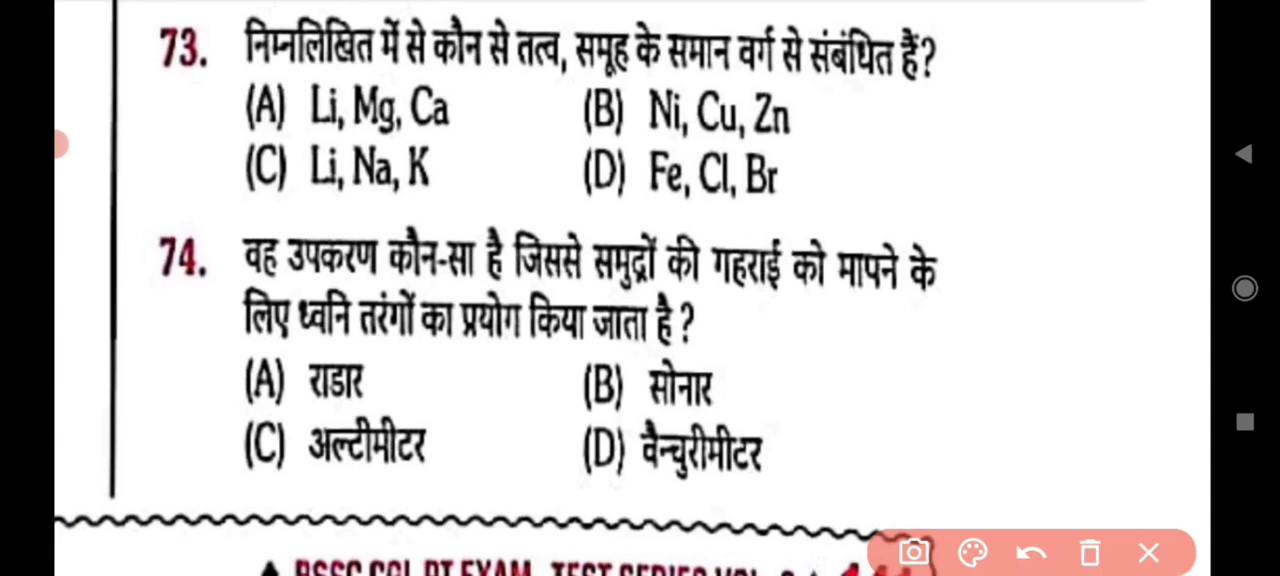 73. निम्नलिखित में से कौन से तत्व, समूह के समान वर्ग से संबंधित हैं?
(A) Li, Mg, Ca (B) Ni, Cu, Zn
(C) Li, Na, K (D) Fe, Cl, Br
74. वह उपकरण कौन-सा है जिससे समुद्रों की गहराई को मापने के
लिए ध्वनि तरंगों का प्रयोग किया जाता है ?
(A) राडार (B) सोनार
(C) अल्टीमीटर (D) वैन्चुरीमीटर